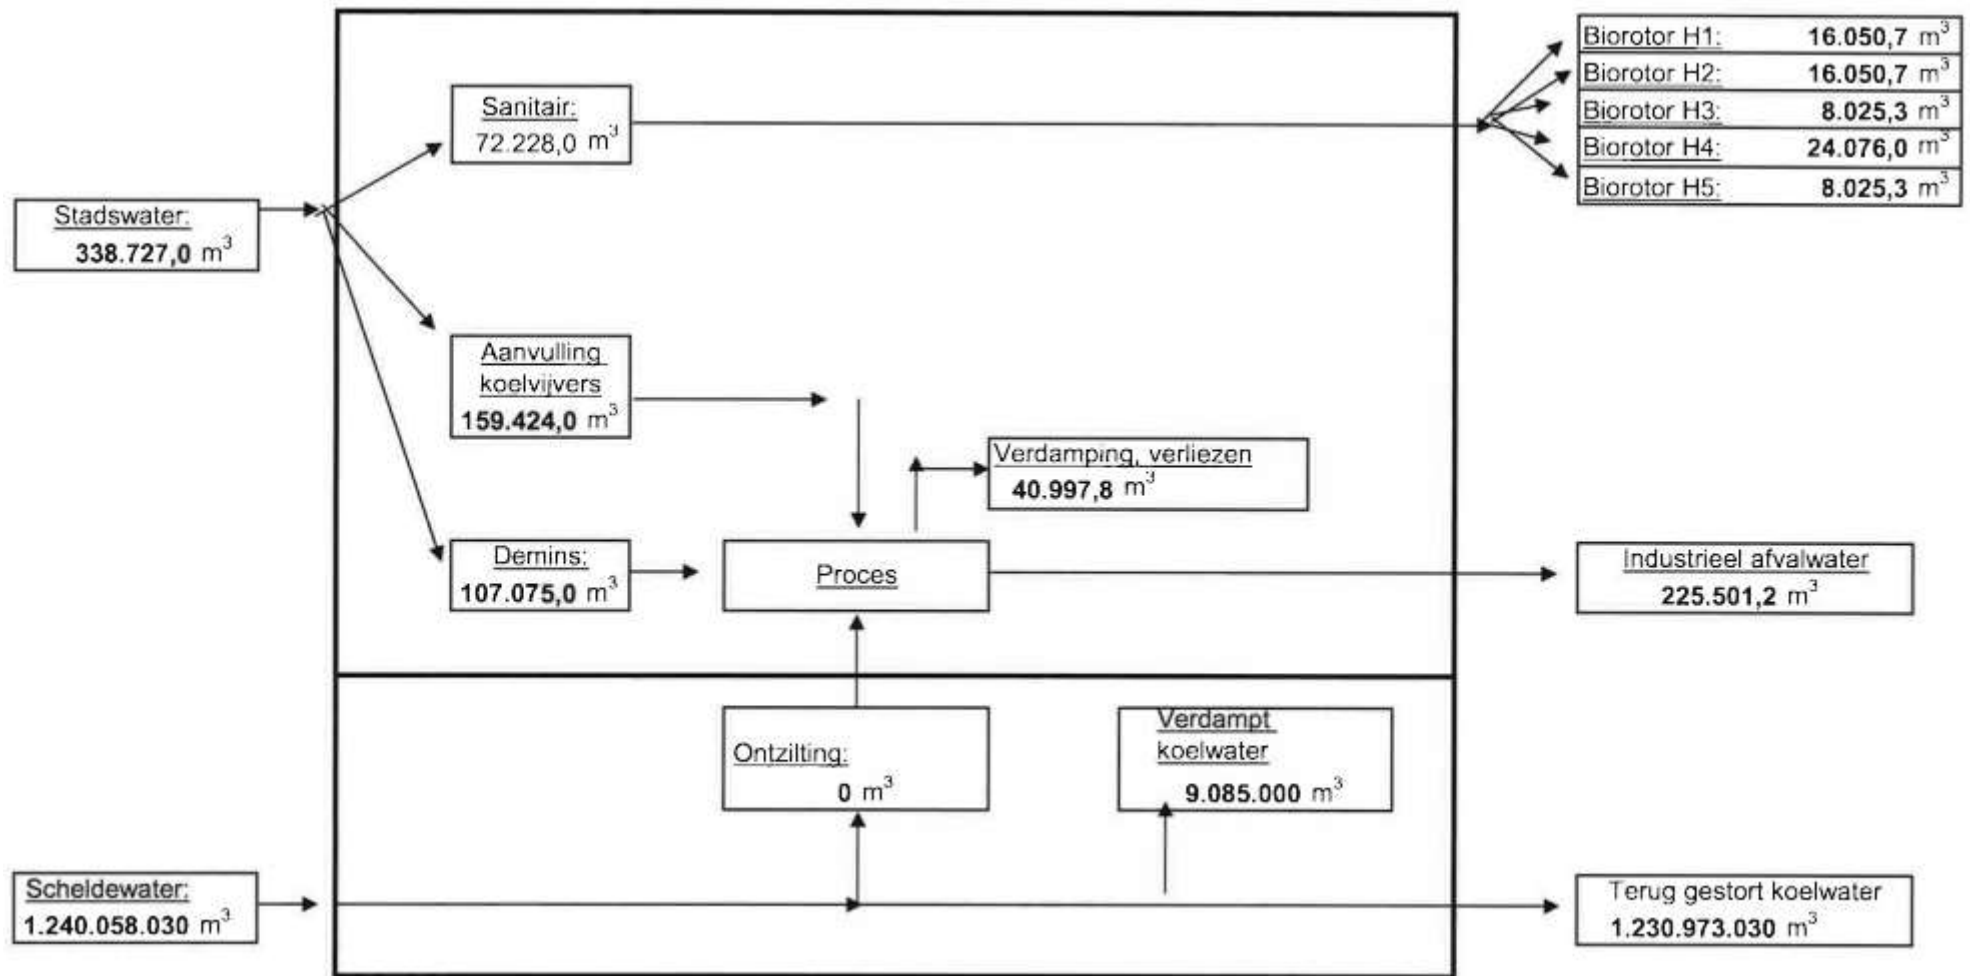 Stadswater:
338.727,0 m³
Sanitair:
72.228,0 m³
Biorotor H1: 16.050,7 m³
Biorotor H2: 16.050,7 m³
Biorotor H3: 8.025,3 m³
Biorotor H4: 24.076,0 m³
Biorotor H5: 8.025,3 m³
Aanvulling
koelvijvers
159.424,0 m³
Verdamping, verliezen
40.997,8 m³
Demins:
107.075,0 m³
Proces
Industrieel afvalwater
225.501,2 m³
Ontzilting:
0 m³
Verdampt
koelwater
9.085.000 m³
Scheldewater:
1.240.058.030 m³
Terug gestort koelwater
1.230.973.030 m³